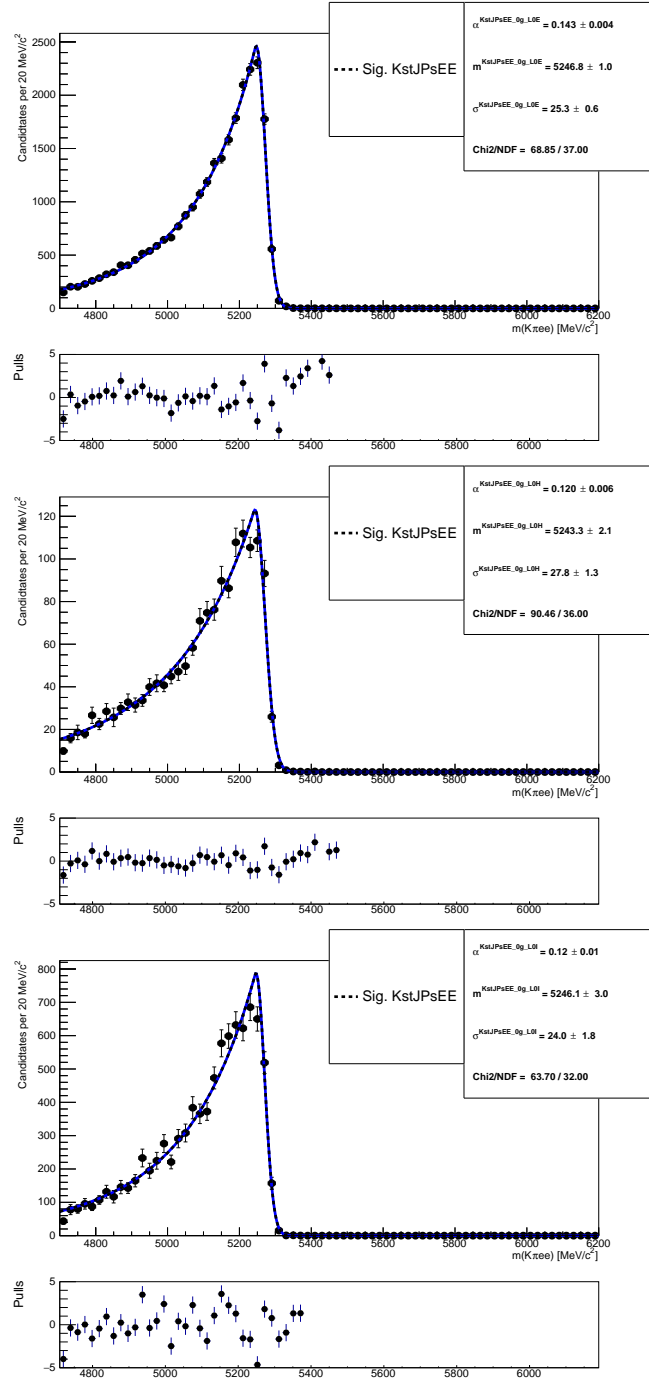 α^KstJPsEE_0g_L0E = 0.143 ± 0.004
m^KstJPsEE_0g_L0E = 5246.8 ± 1.0
σ^KstJPsEE_0g_L0E = 25.3 ± 0.6
Chi2/NDF = 68.85 / 37.00
Sig. KstJPsEE
Candidtates per 20 MeV/c²
2500
2000
1500
1000
500
0
4800 5000 5200 5400 5600 5800 6000 6200
m(Kπee) [MeV/c²]
Pulls
5
0
−5
4800 5000 5200 5400 5600 5800 6000
α^KstJPsEE_0g_L0H = 0.120 ± 0.006
m^KstJPsEE_0g_L0H = 5243.3 ± 2.1
σ^KstJPsEE_0g_L0H = 27.8 ± 1.3
Chi2/NDF = 90.46 / 36.00
Sig. KstJPsEE
Candidtates per 20 MeV/c²
120
100
80
60
40
20
0
4800 5000 5200 5400 5600 5800 6000 6200
m(Kπee) [MeV/c²]
Pulls
5
0
−5
4800 5000 5200 5400 5600 5800 6000
α^KstJPsEE_0g_L0I = 0.12 ± 0.01
m^KstJPsEE_0g_L0I = 5246.1 ± 3.0
σ^KstJPsEE_0g_L0I = 24.0 ± 1.8
Chi2/NDF = 63.70 / 32.00
Sig. KstJPsEE
Candidtates per 20 MeV/c²
800
700
600
500
400
300
200
100
0
4800 5000 5200 5400 5600 5800 6000 6200
m(Kπee) [MeV/c²]
Pulls
5
0
−5
4800 5000 5200 5400 5600 5800 6000